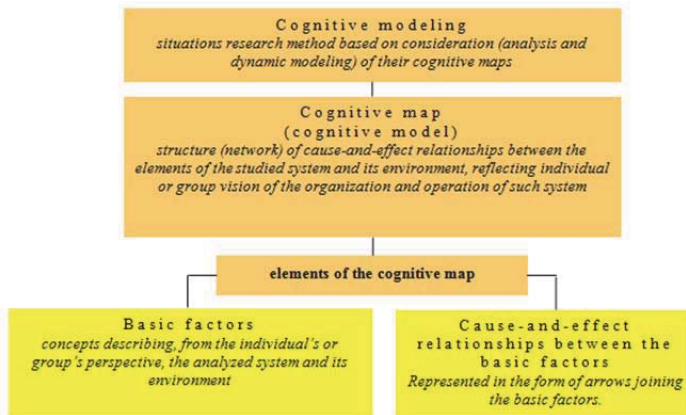 Cognitive modeling
situations research method based on consideration (analysis and
dynamic modeling) of their cognitive maps
Cognitive map
(cognitive model)
structure (network) of cause-and-effect relationships between the
elements of the studied system and its environment, reflecting individual
or group vision of the organization and operation of such system
elements of the cognitive map
Basic factors
concepts describing, from the individual's or
group's perspective, the analyzed system and its
environment
Cause-and-effect
relationships between the
basic factors
Represented in the form of arrows joining
the basic factors.